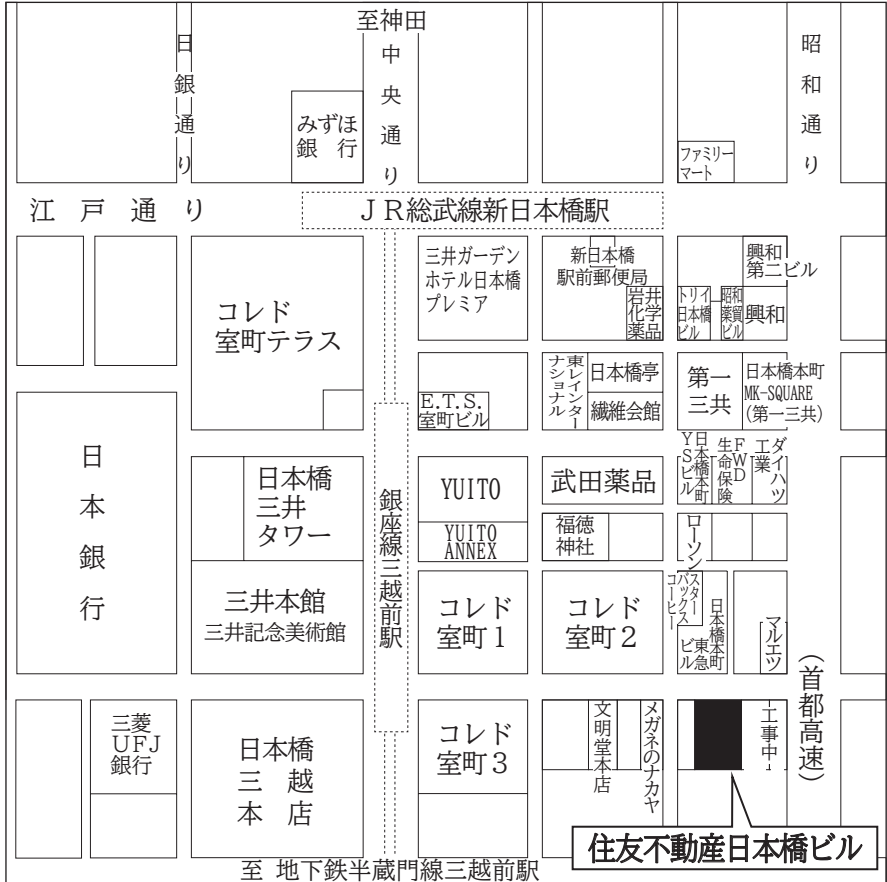 至神田
日銀通り
中央通り
昭和通り
みずほ
銀 行
ファミリー
マート
江戸通り
ＪＲ総武線新日本橋駅
コレド
室町テラス
三井ガーデン
ホテル日本橋
プレミア
新日本橋
駅前郵便局
岩井
化学
薬品
トリイ
日本橋
ビル
昭和
薬貿
ビル
興和
第二ビル
興和
E.T.S.
室町ビル
東レインター
ナショナル
日本橋亭
繊維会館
第一
三共
日本橋本町
MK-SQUARE
(第一三共)
日本銀行
日本橋
三井
タワー
銀座線三越前駅
YUITO
YUITO
ANNEX
武田薬品
福徳
神社
日本橋本町
YSビル
FWD
生命保険
ダイハツ
工業
ローソン
三井本館
三井記念美術館
コレド
室町1
コレド
室町2
スター
バックス
コーヒー
日本橋本町
東急
ビル
マルエツ
(首都高速)
三菱
UFJ
銀行
日本橋
三越
本店
コレド
室町3
文明堂本店
メガネのナカヤ
工事中
住友不動産日本橋ビル
至 地下鉄半蔵門線三越前駅